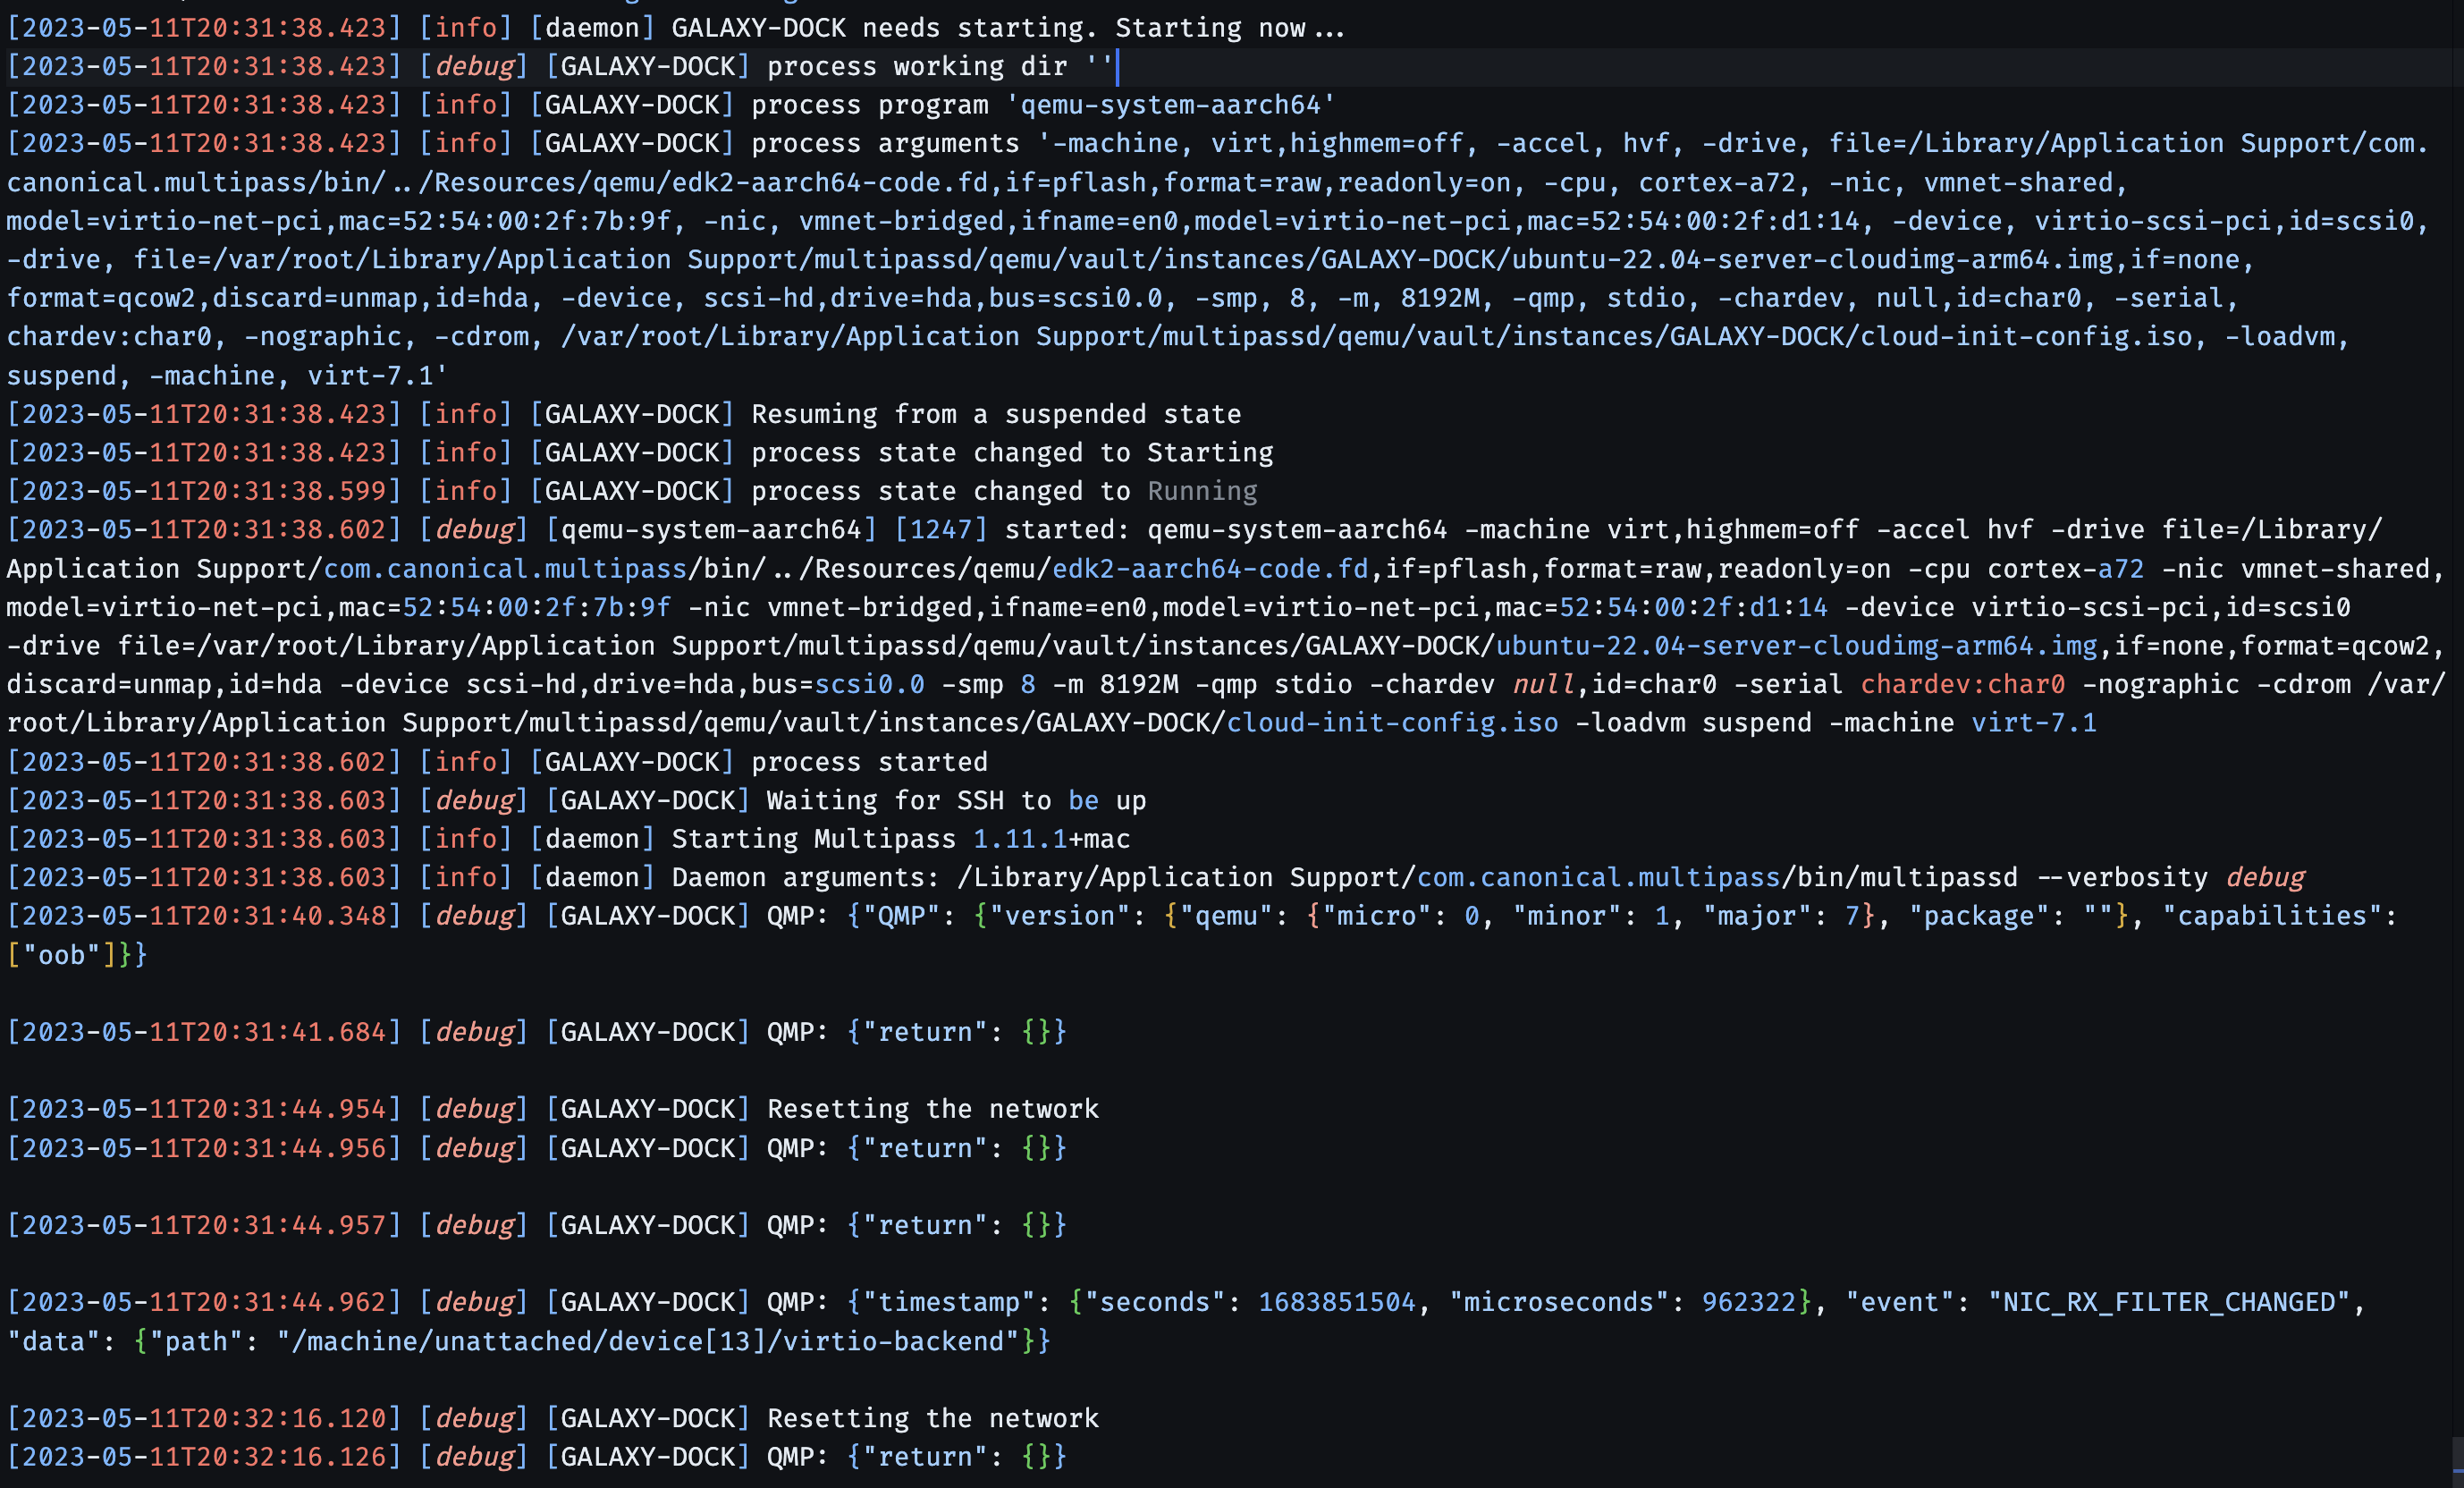 [2023-05-11T20:31:38.423] [info] [daemon] GALAXY-DOCK needs starting. Starting now...
[2023-05-11T20:31:38.423] [debug] [GALAXY-DOCK] process working dir ''
[2023-05-11T20:31:38.423] [info] [GALAXY-DOCK] process program 'qemu-system-aarch64'
[2023-05-11T20:31:38.423] [info] [GALAXY-DOCK] process arguments '-machine, virt,highmem=off, -accel, hvf, -drive, file=/Library/Application Support/com.
canonical.multipass/bin/../Resources/qemu/edk2-aarch64-code.fd,if=pflash,format=raw,readonly=on, -cpu, cortex-a72, -nic, vmnet-shared,
model=virtio-net-pci,mac=52:54:00:2f:7b:9f, -nic, vmnet-bridged,ifname=en0,model=virtio-net-pci,mac=52:54:00:2f:d1:14, -device, virtio-scsi-pci,id=scsi0,
-drive, file=/var/root/Library/Application Support/multipassd/qemu/vault/instances/GALAXY-DOCK/ubuntu-22.04-server-cloudimg-arm64.img,if=none,
format=qcow2,discard=unmap,id=hda, -device, scsi-hd,drive=hda,bus=scsi0.0, -smp, 8, -m, 8192M, -qmp, stdio, -chardev, null,id=char0, -serial,
chardev:char0, -nographic, -cdrom, /var/root/Library/Application Support/multipassd/qemu/vault/instances/GALAXY-DOCK/cloud-init-config.iso, -loadvm,
suspend, -machine, virt-7.1'
[2023-05-11T20:31:38.423] [info] [GALAXY-DOCK] Resuming from a suspended state
[2023-05-11T20:31:38.423] [info] [GALAXY-DOCK] process state changed to Starting
[2023-05-11T20:31:38.599] [info] [GALAXY-DOCK] process state changed to Running
[2023-05-11T20:31:38.602] [debug] [qemu-system-aarch64] [1247] started: qemu-system-aarch64 -machine virt,highmem=off -accel hvf -drive file=/Library/
Application Support/com.canonical.multipass/bin/../Resources/qemu/edk2-aarch64-code.fd,if=pflash,format=raw,readonly=on -cpu cortex-a72 -nic vmnet-shared,
model=virtio-net-pci,mac=52:54:00:2f:7b:9f -nic vmnet-bridged,ifname=en0,model=virtio-net-pci,mac=52:54:00:2f:d1:14 -device virtio-scsi-pci,id=scsi0
-drive file=/var/root/Library/Application Support/multipassd/qemu/vault/instances/GALAXY-DOCK/ubuntu-22.04-server-cloudimg-arm64.img,if=none,format=qcow2,
discard=unmap,id=hda -device scsi-hd,drive=hda,bus=scsi0.0 -smp 8 -m 8192M -qmp stdio -chardev null,id=char0 -serial chardev:char0 -nographic -cdrom /var/
root/Library/Application Support/multipassd/qemu/vault/instances/GALAXY-DOCK/cloud-init-config.iso -loadvm suspend -machine virt-7.1
[2023-05-11T20:31:38.602] [info] [GALAXY-DOCK] process started
[2023-05-11T20:31:38.603] [debug] [GALAXY-DOCK] Waiting for SSH to be up
[2023-05-11T20:31:38.603] [info] [daemon] Starting Multipass 1.11.1+mac
[2023-05-11T20:31:38.603] [info] [daemon] Daemon arguments: /Library/Application Support/com.canonical.multipass/bin/multipassd --verbosity debug
[2023-05-11T20:31:40.348] [debug] [GALAXY-DOCK] QMP: {"QMP": {"version": {"qemu": {"micro": 0, "minor": 1, "major": 7}, "package": ""}, "capabilities":
["oob"]}}
[2023-05-11T20:31:41.684] [debug] [GALAXY-DOCK] QMP: {"return": {}}
[2023-05-11T20:31:44.954] [debug] [GALAXY-DOCK] Resetting the network
[2023-05-11T20:31:44.956] [debug] [GALAXY-DOCK] QMP: {"return": {}}
[2023-05-11T20:31:44.957] [debug] [GALAXY-DOCK] QMP: {"return": {}}
[2023-05-11T20:31:44.962] [debug] [GALAXY-DOCK] QMP: {"timestamp": {"seconds": 1683851504, "microseconds": 962322}, "event": "NIC_RX_FILTER_CHANGED",
"data": {"path": "/machine/unattached/device[13]/virtio-backend"}}
[2023-05-11T20:32:16.120] [debug] [GALAXY-DOCK] Resetting the network
[2023-05-11T20:32:16.126] [debug] [GALAXY-DOCK] QMP: {"return": {}}